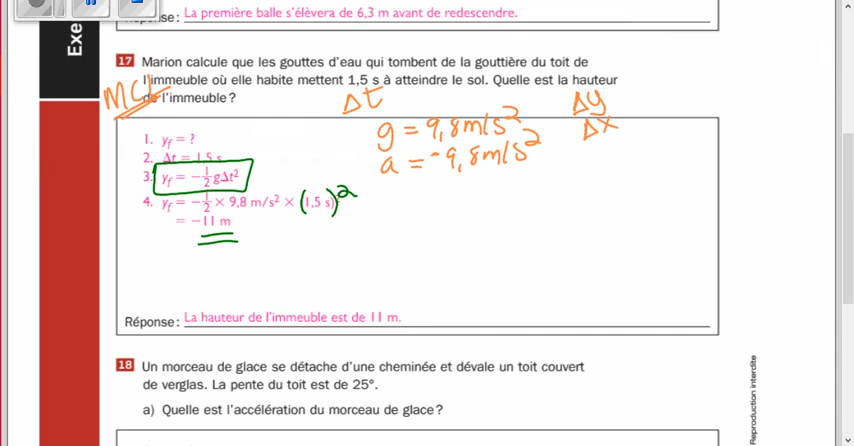 Exe
Réponse : La première balle s'élèvera de 6,3 m avant de redescendre.
17 Marion calcule que les gouttes d'eau qui tombent de la gouttière du toit de
l'immeuble où elle habite mettent 1,5 s à atteindre le sol. Quelle est la hauteur
de l'immeuble ?
Δt
Δy
Δx
g = 9,8 m/s²
a = -9,8 m/s²
1. yf = ?
2. Δt = 1,5 s
3. yf = -1/2 gΔt²
4. yf = -1/2 × 9,8 m/s² × (1,5 s)²
= -11 m
Réponse : La hauteur de l'immeuble est de 11 m.
18 Un morceau de glace se détache d'une cheminée et dévale un toit couvert
de verglas. La pente du toit est de 25°.
a) Quelle est l'accélération du morceau de glace ?
Reproduction interdite